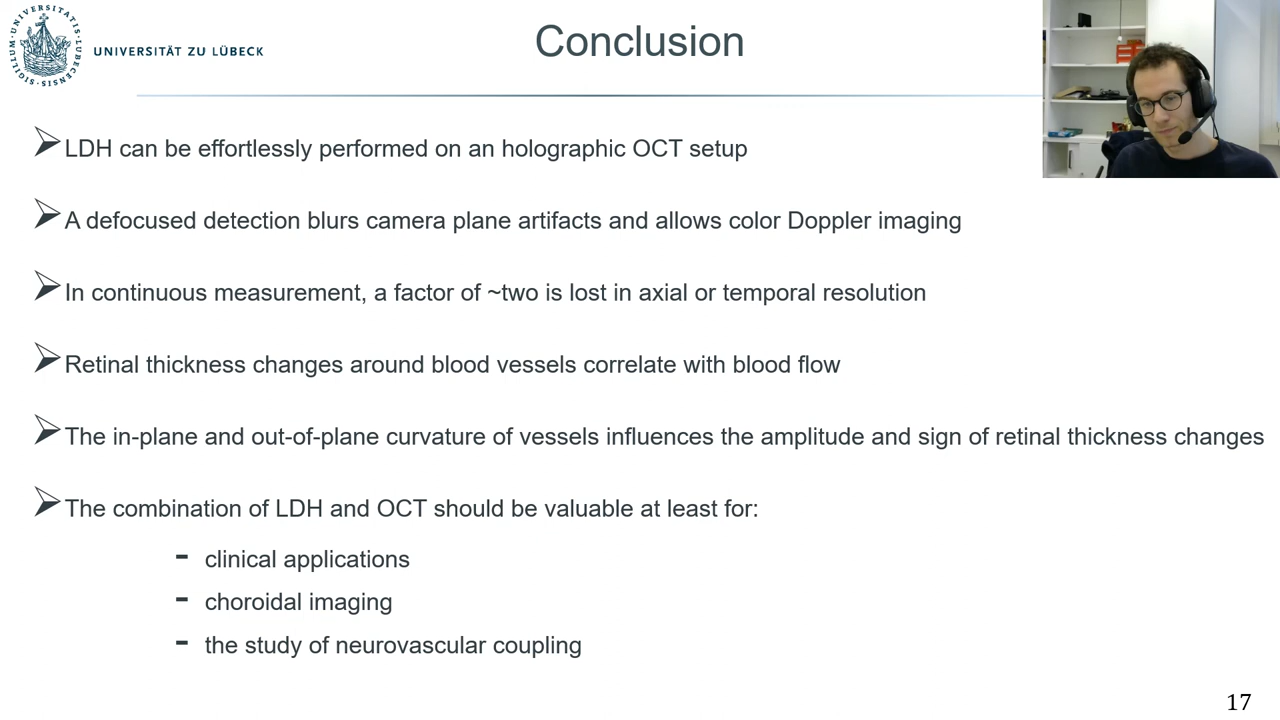 SIGILLUM · UNIVERSITATIS · LUBECENSIS
UNIVERSITÄT ZU LÜBECK
Conclusion
LDH can be effortlessly performed on an holographic OCT setup
A defocused detection blurs camera plane artifacts and allows color Doppler imaging
In continuous measurement, a factor of ~two is lost in axial or temporal resolution
Retinal thickness changes around blood vessels correlate with blood flow
The in-plane and out-of-plane curvature of vessels influences the amplitude and sign of retinal thickness changes
The combination of LDH and OCT should be valuable at least for:
- clinical applications
- choroidal imaging
- the study of neurovascular coupling
17